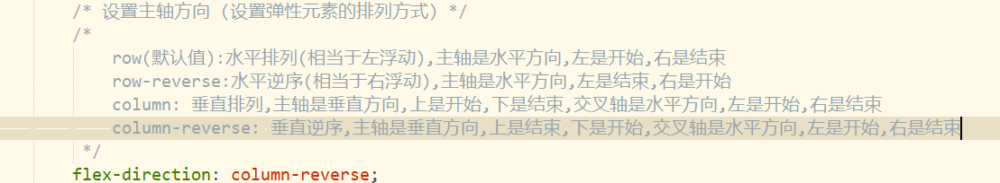 /* 设置主轴方向 (设置弹性元素的排列方式) */
/*
row(默认值):水平排列(相当于左浮动),主轴是水平方向,左是开始,右是结束
row-reverse:水平逆序(相当于右浮动),主轴是水平方向,左是结束,右是开始
column: 垂直排列,主轴是垂直方向,上是开始,下是结束,交叉轴是水平方向,左是开始,右是结束
column-reverse: 垂直逆序,主轴是垂直方向,上是结束,下是开始,交叉轴是水平方向,左是开始,右是结束
*/
flex-direction: column-reverse;